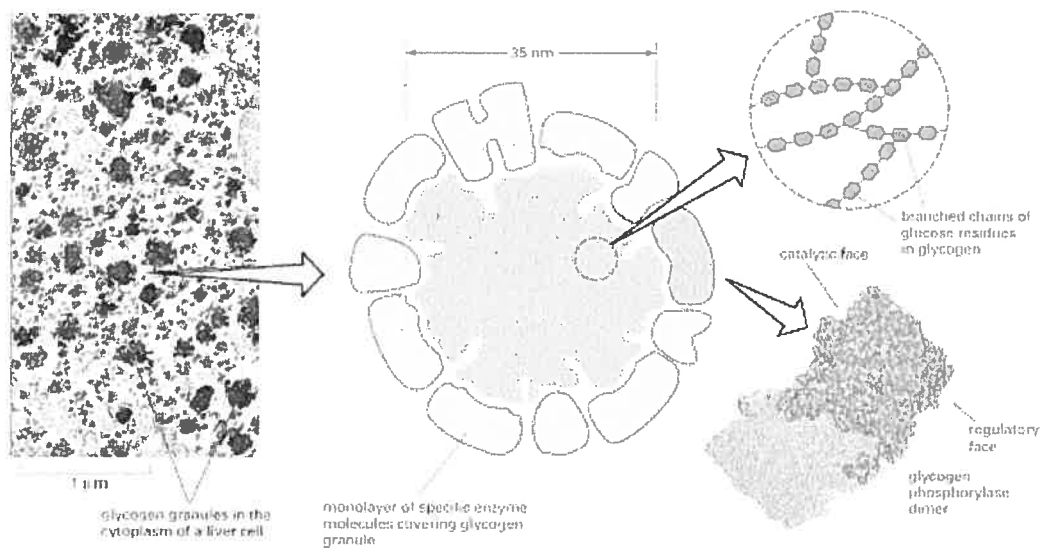 35 nm
branched chains of
glucose residues
in glycogen
catalytic face
regulatory
face
glycogen
phosphorylase
dimer
1 µm
glycogen granules in the
cytoplasm of a liver cell
monolayer of specific enzyme
molecules covering glycogen
granule